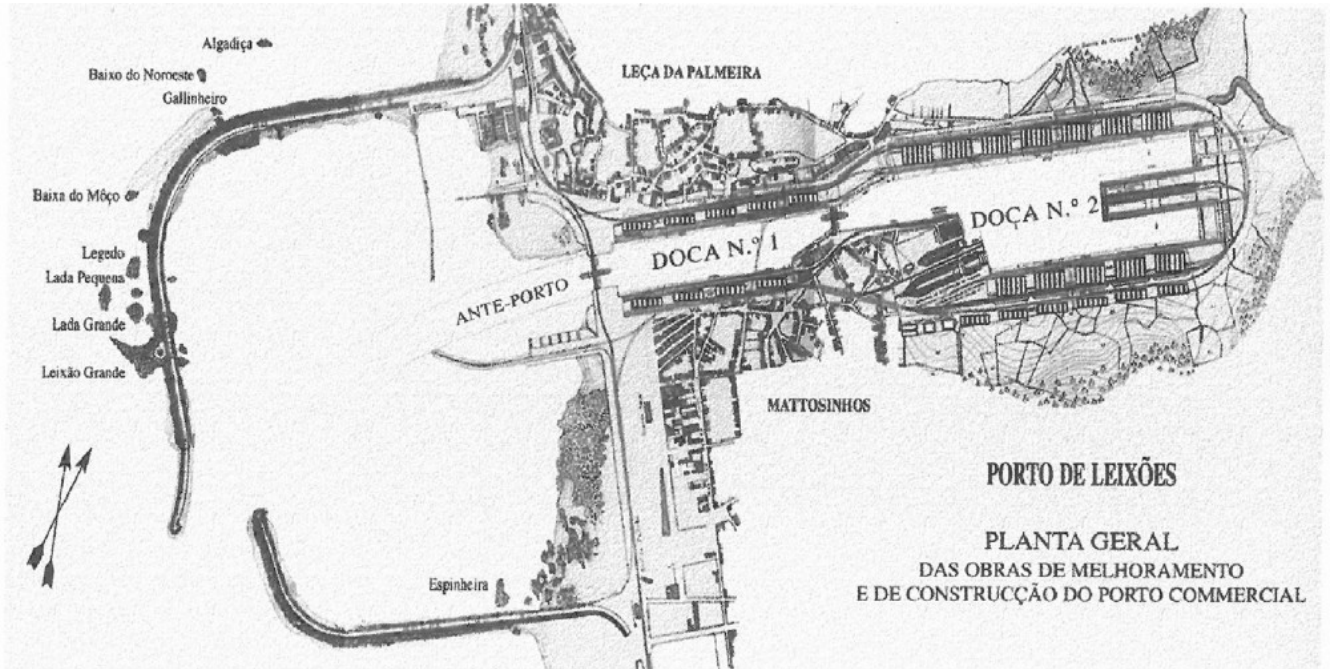 Algadiça
Baixo do Noroeste
Gallinheiro
LEÇA DA PALMEIRA
Baixa do Môço
Legedo
Lada Pequena
Lada Grande
Leixão Grande
ANTE-PORTO
DOCA N.º 1
DOÇA N.º 2
MATTOSINHOS
Espinheira
PORTO DE LEIXÕES
PLANTA GERAL
DAS OBRAS DE MELHORAMENTO
E DE CONSTRUCÇÃO DO PORTO COMMERCIAL